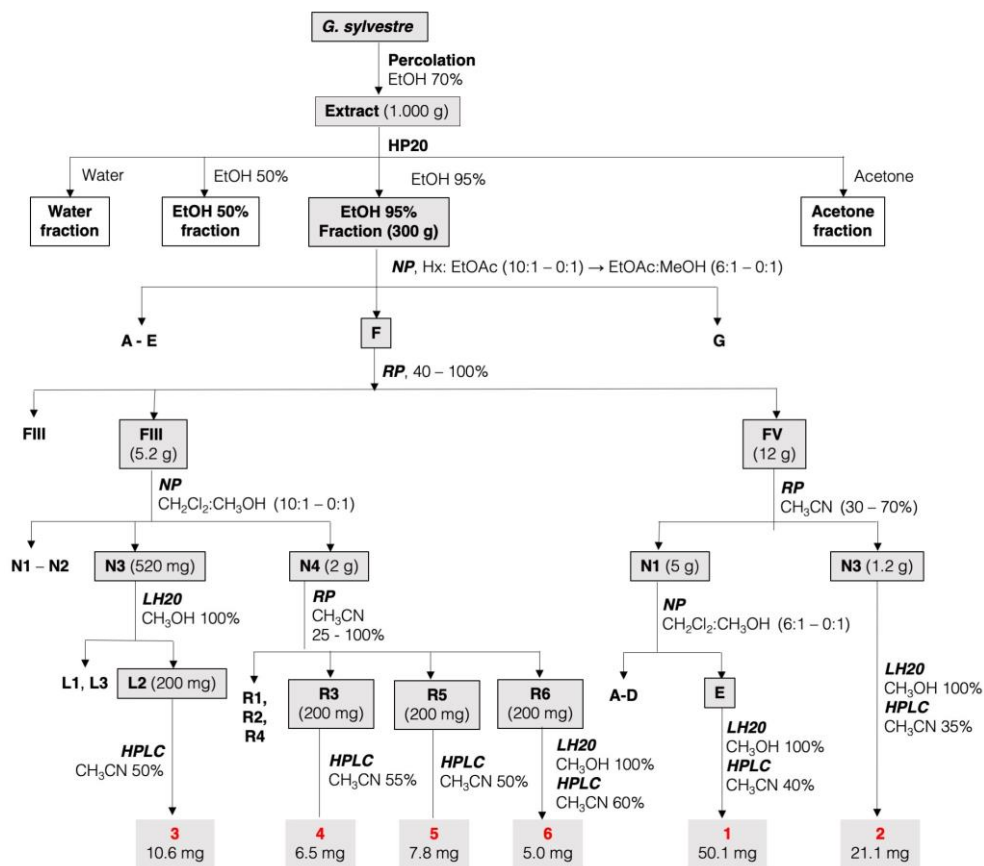 G. sylvestre
Percolation
EtOH 70%
Extract (1.000 g)
HP20
Water
EtOH 50%
EtOH 95%
Acetone
Water
fraction
EtOH 50%
fraction
EtOH 95%
Fraction (300 g)
Acetone
fraction
NP, Hx: EtOAc (10:1 – 0:1) → EtOAc:MeOH (6:1 – 0:1)
A - E
F
G
RP, 40 – 100%
FIII
FIII
(5.2 g)
FV
(12 g)
NP
CH₂Cl₂:CH₃OH (10:1 – 0:1)
RP
CH₃CN (30 – 70%)
N1 – N2
N3 (520 mg)
N4 (2 g)
N1 (5 g)
N3 (1.2 g)
LH20
CH₃OH 100%
RP
CH₃CN
25 - 100%
NP
CH₂Cl₂:CH₃OH (6:1 – 0:1)
L1, L3
L2 (200 mg)
R1,
R2,
R4
R3
(200 mg)
R5
(200 mg)
R6
(200 mg)
A-D
E
LH20
CH₃OH 100%
HPLC
CH₃CN 35%
HPLC
CH₃CN 50%
HPLC
CH₃CN 55%
HPLC
CH₃CN 50%
LH20
CH₃OH 100%
HPLC
CH₃CN 60%
LH20
CH₃OH 100%
HPLC
CH₃CN 40%
3
10.6 mg
4
6.5 mg
5
7.8 mg
6
5.0 mg
1
50.1 mg
2
21.1 mg